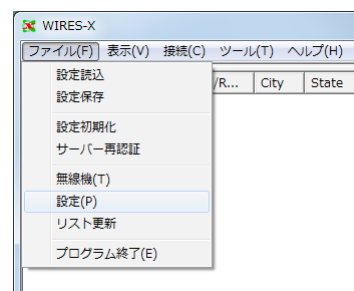 WIRES-X
ファイル(F) 表示(V) 接続(C) ツール(T) ヘルプ(H)
/R... City State
設定読込
設定保存
設定初期化
サーバー再認証
無線機(T)
設定(P)
リスト更新
プログラム終了(E)